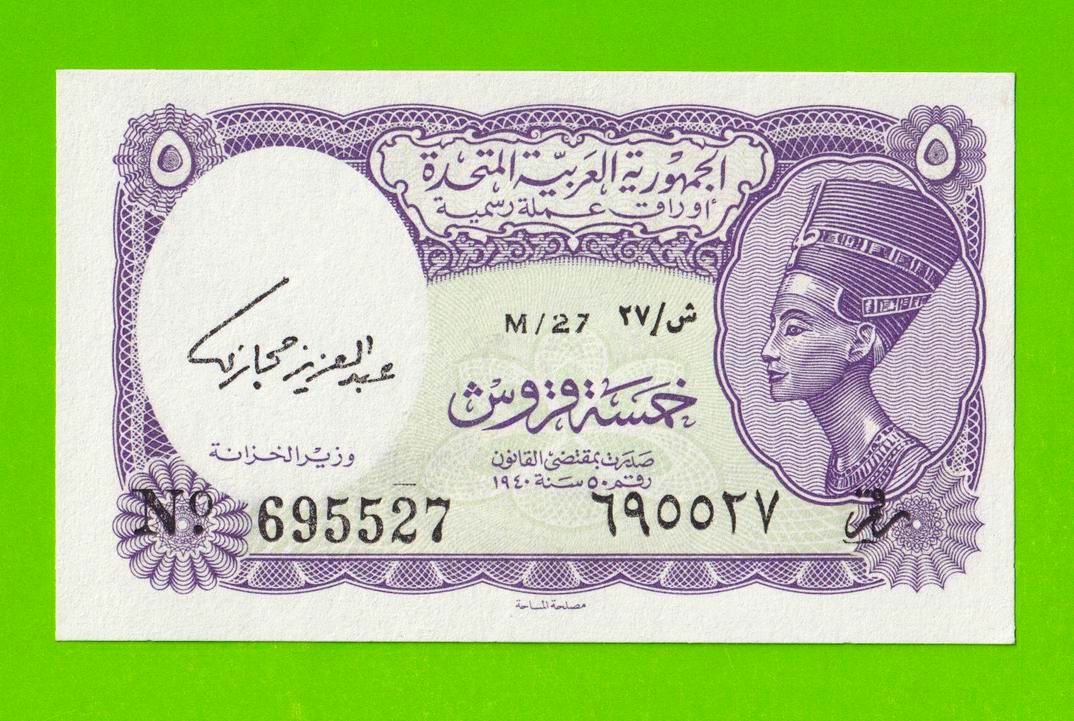 ٥
٥
الجمهورية العربية المتحدة
أوراق عملة رسمية
M/27 ش/٢٧
عبد العزيز حجازى
خمسة قروش
وزير الخزانة
صدرت بمقتضى القانون
رقم ٥٠ سنة ١٩٤٠
Nº 695527 ٦٩٥٥٢٧ رقم
مصلحة المساحة